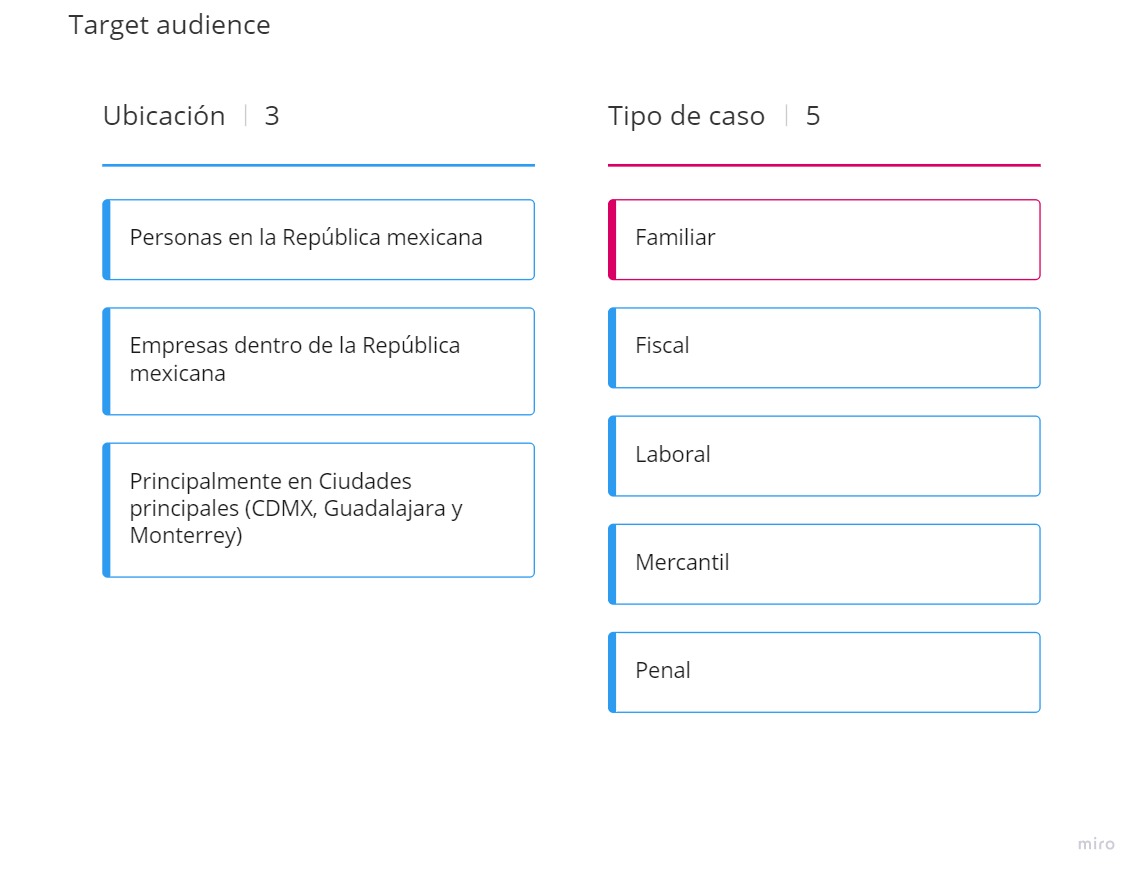 Target audience
Ubicación | 3
Personas en la República mexicana
Empresas dentro de la República
mexicana
Principalmente en Ciudades
principales (CDMX, Guadalajara y
Monterrey)
Tipo de caso | 5
Familiar
Fiscal
Laboral
Mercantil
Penal
miro